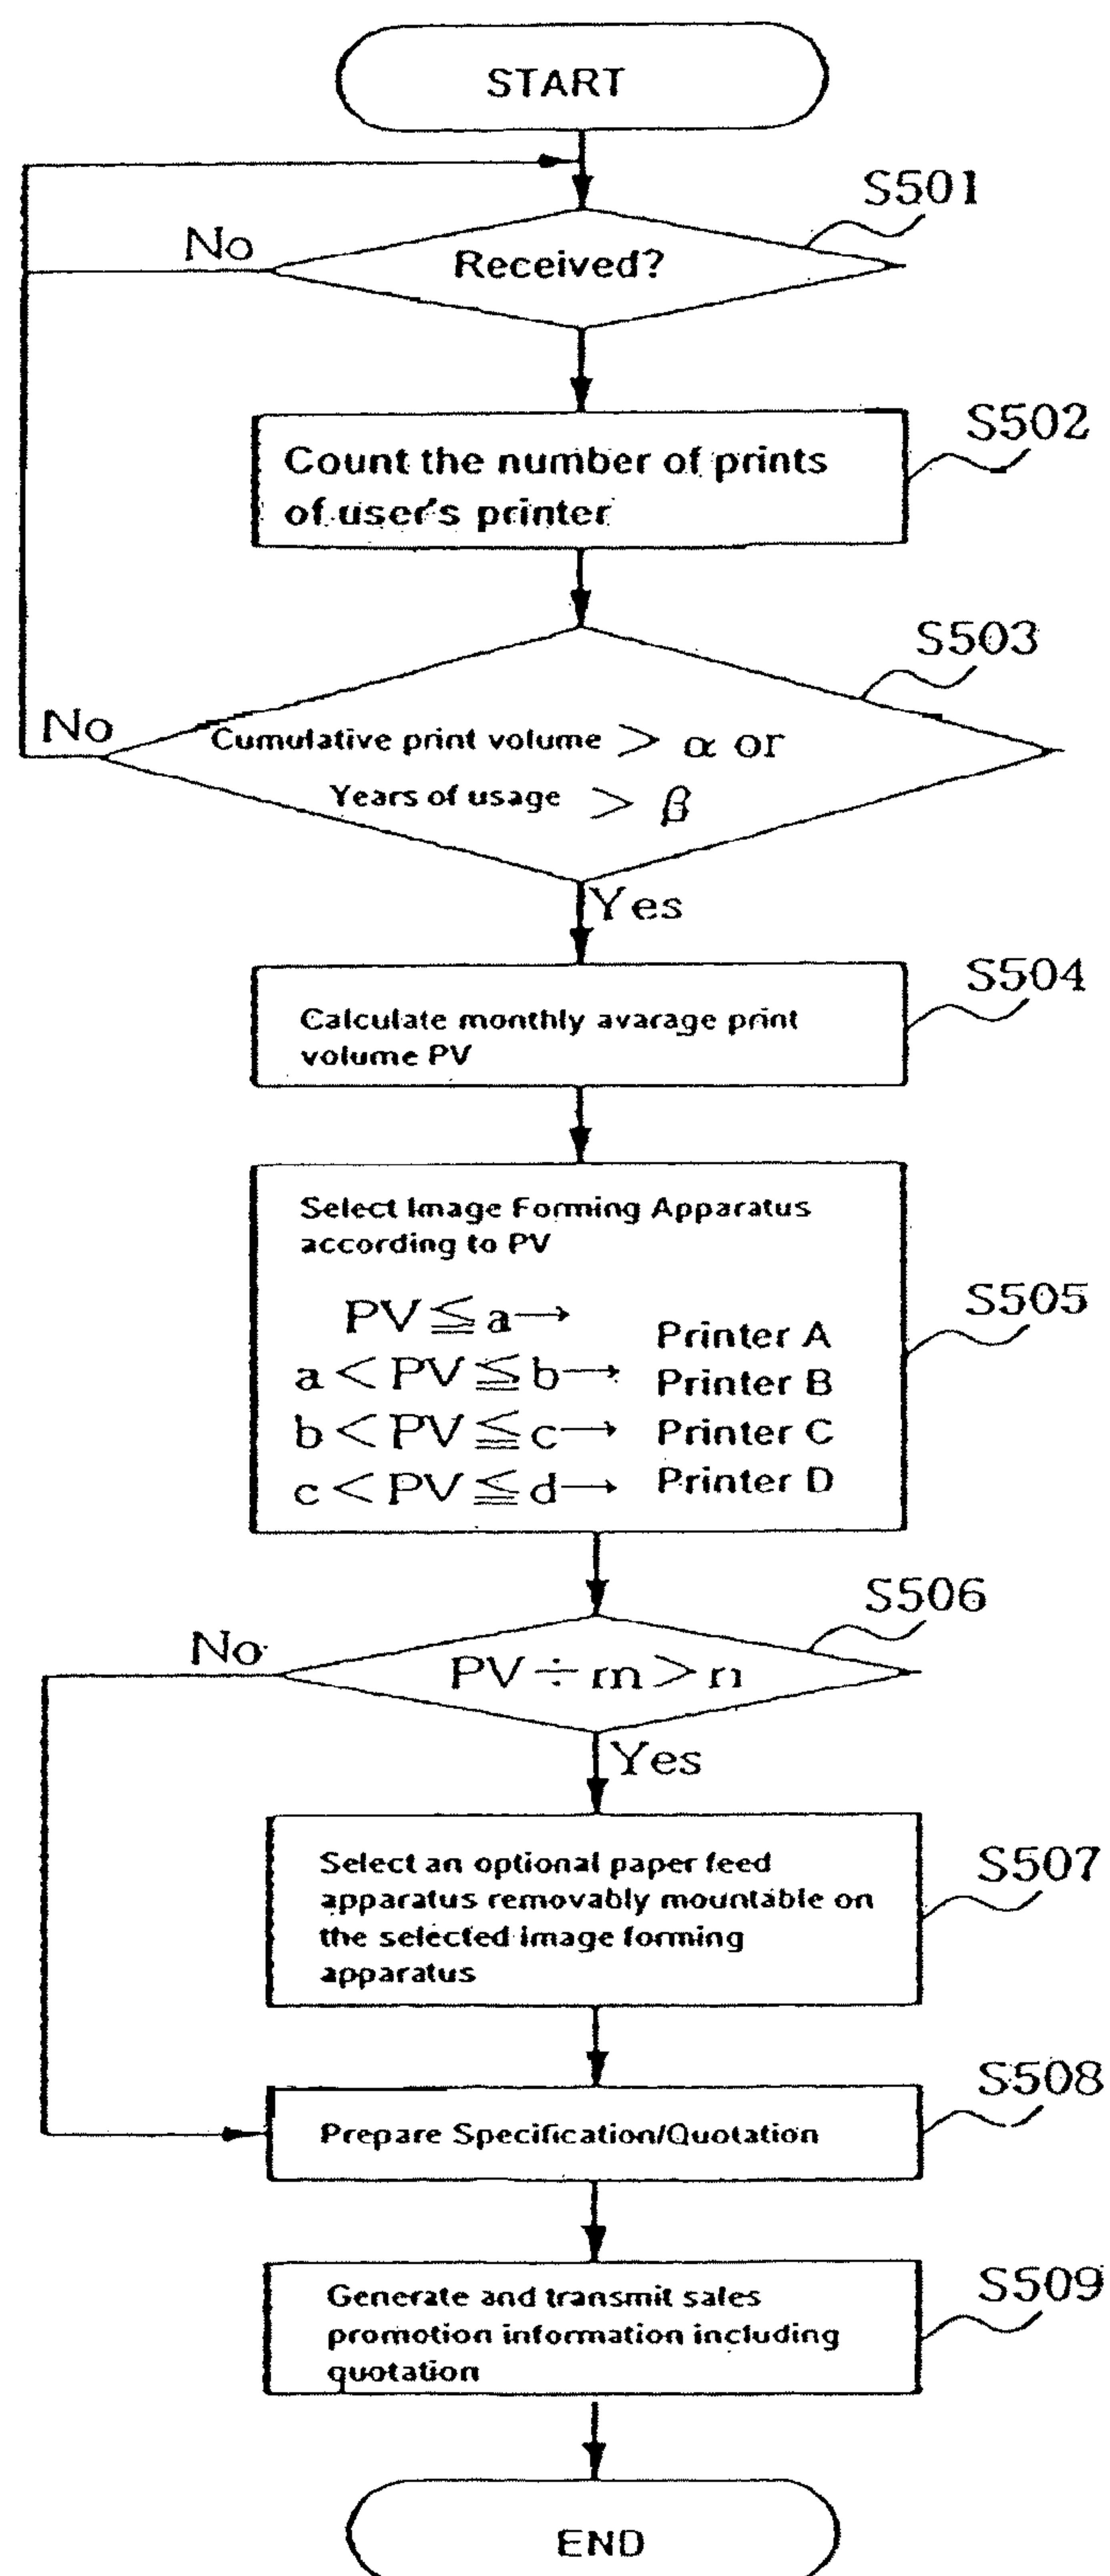 START
S501
No
Received?
S502
Count the number of prints
of user's printer
S503
No
Cumulative print volume > α or
Years of usage > β
Yes
S504
Calculate monthly avarage print
volume PV
Select Image Forming Apparatus
according to PV
S505
PV ≦ a → Printer A
a < PV ≦ b → Printer B
b < PV ≦ c → Printer C
c < PV ≦ d → Printer D
S506
No
PV ÷ m > n
Yes
S507
Select an optional paper feed
apparatus removably mountable on
the selected image forming
apparatus
S508
Prepare Specification/Quotation
S509
Generate and transmit sales
promotion information including
quotation
END